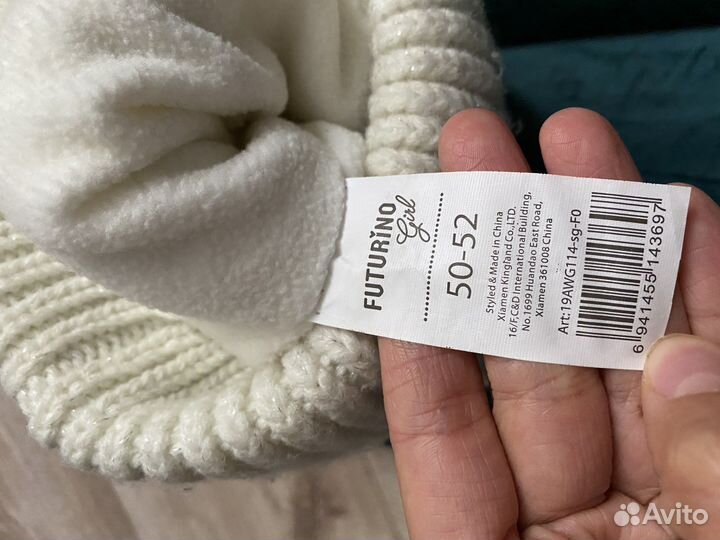 FUTURiNO
Girl
50-52
Styled & Made In China
Xiamen Kingland Co.,LTD.
16/F,C&D International Building,
No.1699 Huandao East Road,
Xiamen 361008 China
Art:19AWG114-sg-F0
6 941455 143697
Avito